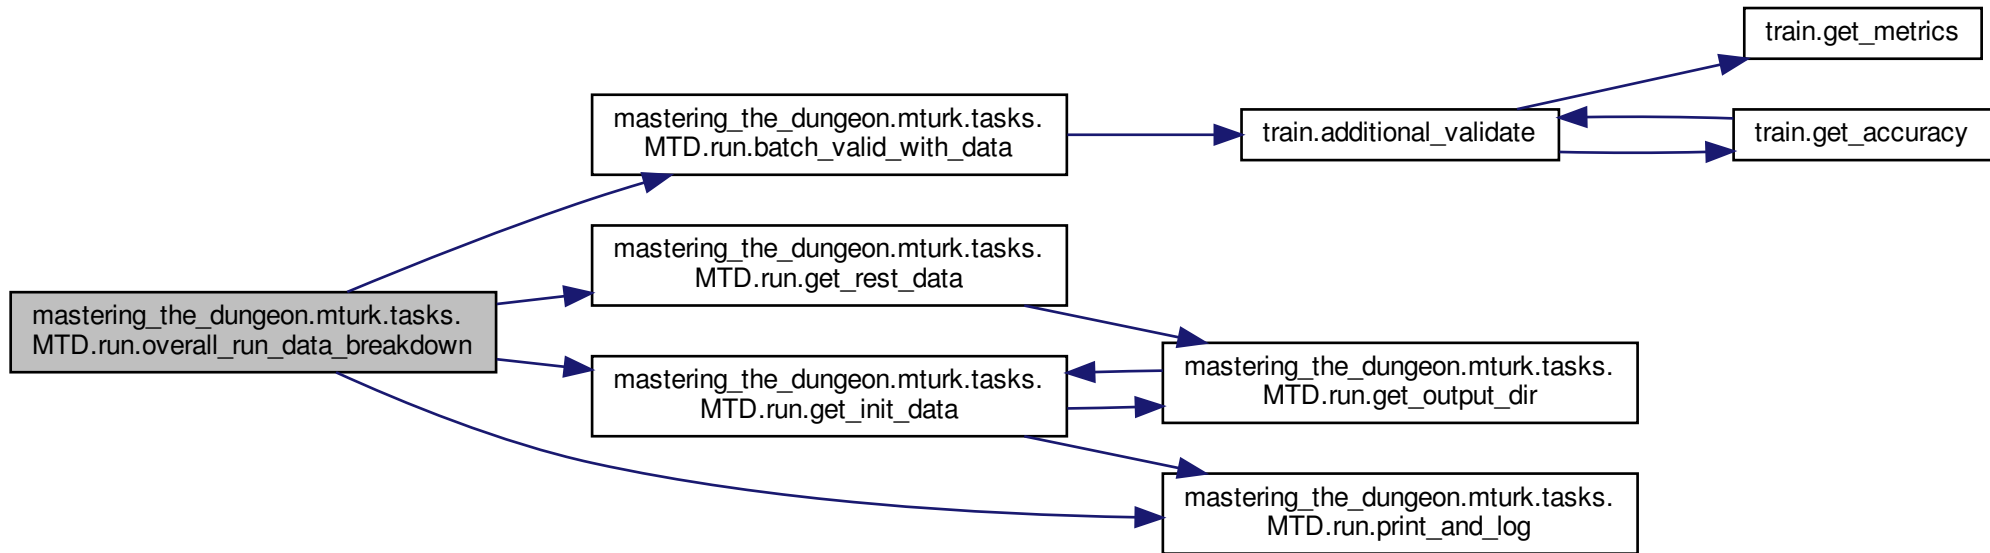 train.get_metrics
mastering_the_dungeon.mturk.tasks.
MTD.run.batch_valid_with_data
train.additional_validate
train.get_accuracy
mastering_the_dungeon.mturk.tasks.
MTD.run.get_rest_data
mastering_the_dungeon.mturk.tasks.
MTD.run.overall_run_data_breakdown
mastering_the_dungeon.mturk.tasks.
MTD.run.get_init_data
mastering_the_dungeon.mturk.tasks.
MTD.run.get_output_dir
mastering_the_dungeon.mturk.tasks.
MTD.run.print_and_log